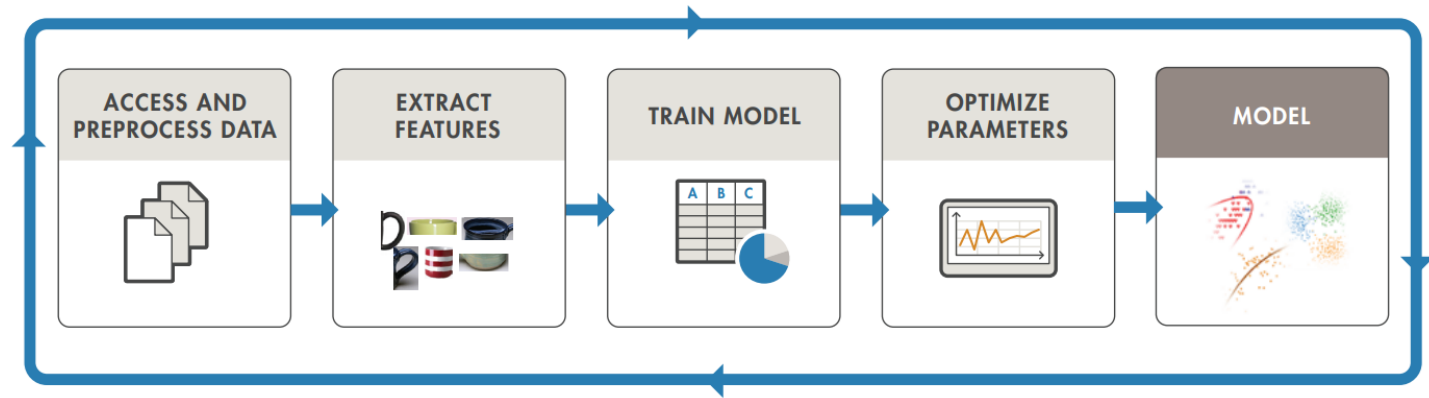 ACCESS AND
PREPROCESS DATA
EXTRACT
FEATURES
TRAIN MODEL
OPTIMIZE
PARAMETERS
MODEL
A B C